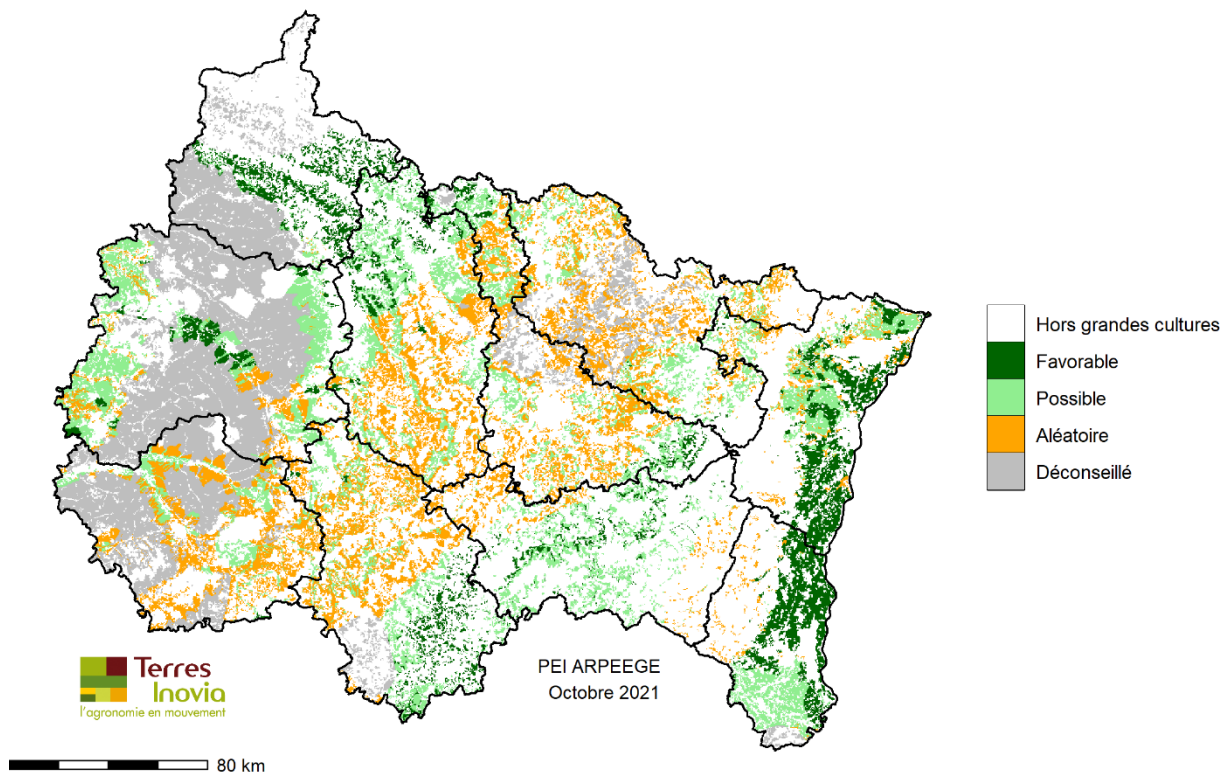 Hors grandes cultures
Favorable
Possible
Aléatoire
Déconseillé
PEI ARPEEGE
Octobre 2021
Terres
Inovia
l'agronomie en mouvement
80 km